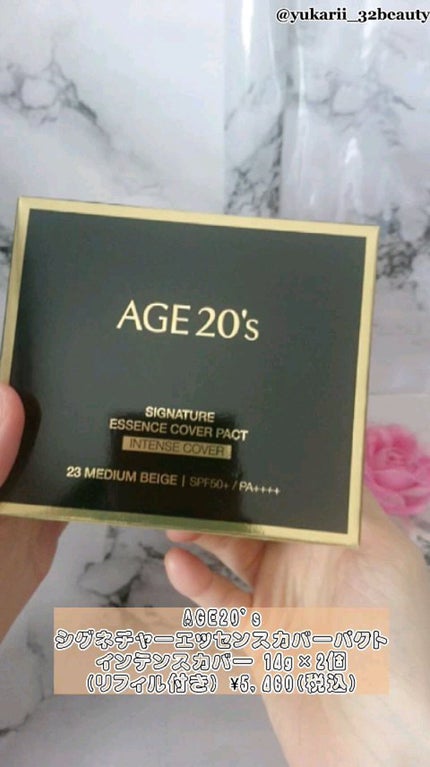 @yukarii_32beauty
AGE 20's
SIGNATURE
ESSENCE COVER PACT
INTENSE COVER
23 MEDIUM BEIGE | SPF50+ / PA++++
AGE20's
シグネチャーエッセンスカバーパクト
インテンスカバー 14g×2個
(リフィル付き) ¥5,460(税込)